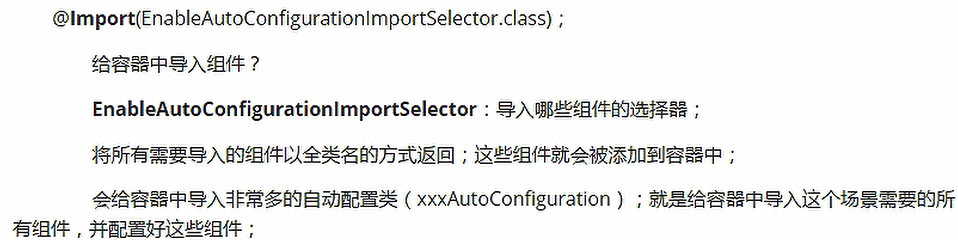 @Import(EnableAutoConfigurationImportSelector.class)；
给容器中导入组件？
EnableAutoConfigurationImportSelector：导入哪些组件的选择器；
将所有需要导入的组件以全类名的方式返回；这些组件就会被添加到容器中；
会给容器中导入非常多的自动配置类（xxxAutoConfiguration）；就是给容器中导入这个场景需要的所
有组件，并配置好这些组件；